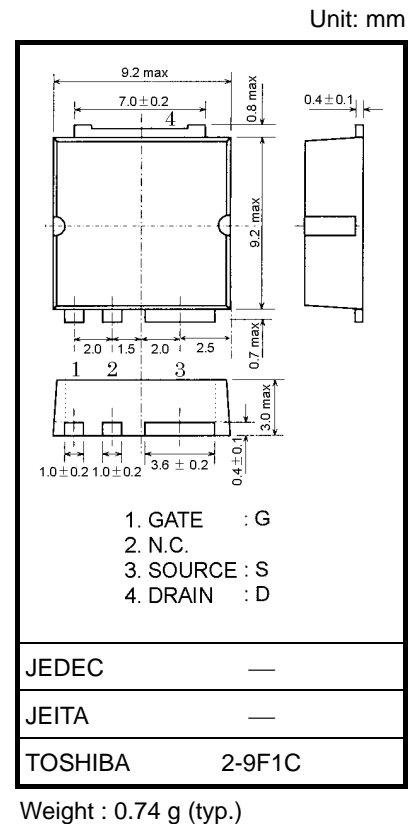 Unit: mm
9.2 max
7.0±0.2
4
0.8 max
0.4±0.1
9.2 max
2.0 1.5 2.0 2.5
0.7 max
1 2 3
3.0 max
1.0±0.2 1.0±0.2 3.6 ± 0.2
0.4±0.1
1. GATE : G
2. N.C.
3. SOURCE : S
4. DRAIN : D
JEDEC —
JEITA —
TOSHIBA 2-9F1C
Weight : 0.74 g (typ.)